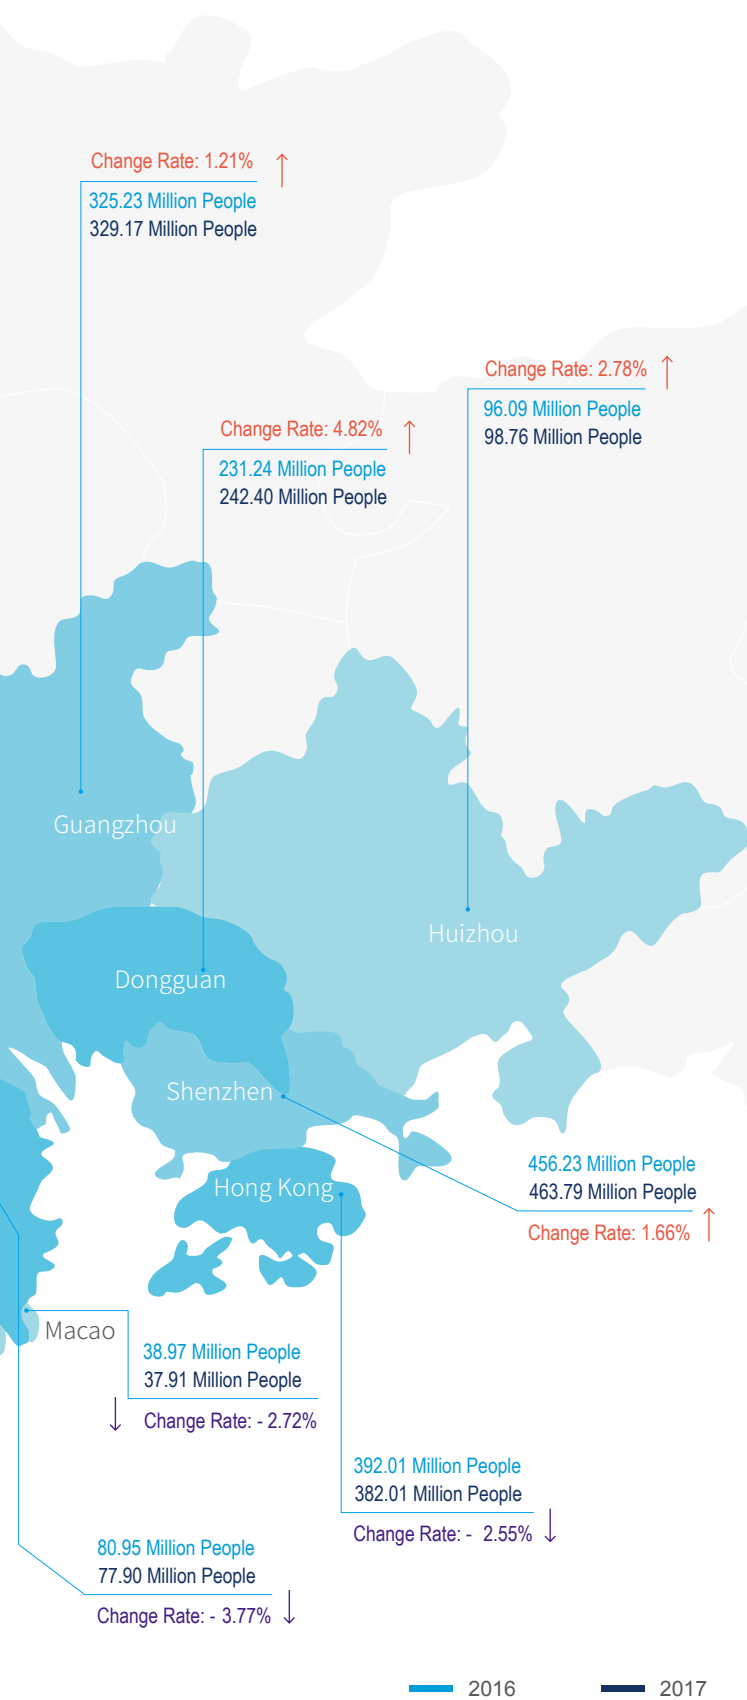 Change Rate: 1.21%
325.23 Million People
329.17 Million People
Change Rate: 2.78%
96.09 Million People
98.76 Million People
Change Rate: 4.82%
231.24 Million People
242.40 Million People
Guangzhou
Huizhou
Dongguan
Shenzhen
Hong Kong
456.23 Million People
463.79 Million People
Change Rate: 1.66%
Macao
38.97 Million People
37.91 Million People
Change Rate: - 2.72%
392.01 Million People
382.01 Million People
Change Rate: - 2.55%
80.95 Million People
77.90 Million People
Change Rate: - 3.77%
2016 2017